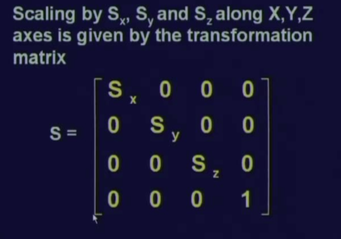 Scaling by Sx, Sy and Sz along X,Y,Z
axes is given by the transformation
matrix
Sx 0 0 0
S = 0 Sy 0 0
0 0 Sz 0
0 0 0 1